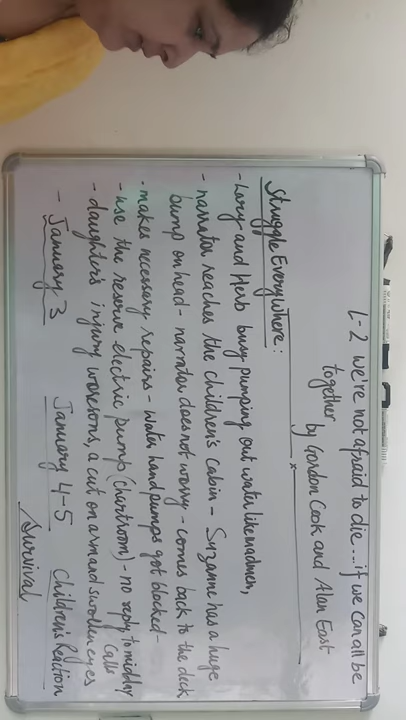 L-2 we're not afraid to die... if we can all be
together by Gordon Cook and Alan East
Struggle Everywhere:
- Larry and Herb busy pumping out water like madmen,
- narrator reaches the children's cabin - Suzanne has a huge
bump on head - narrator does not worry - comes back to the deck
- makes necessary repairs - water hand pumps got blocked -
- use the reserve electric pump (chartroom) - no reply to mayday
calls
- daughter's injury worsens, a cut on arm and swollen eyes
- January 3 January 4-5 Children's Reaction
Survival